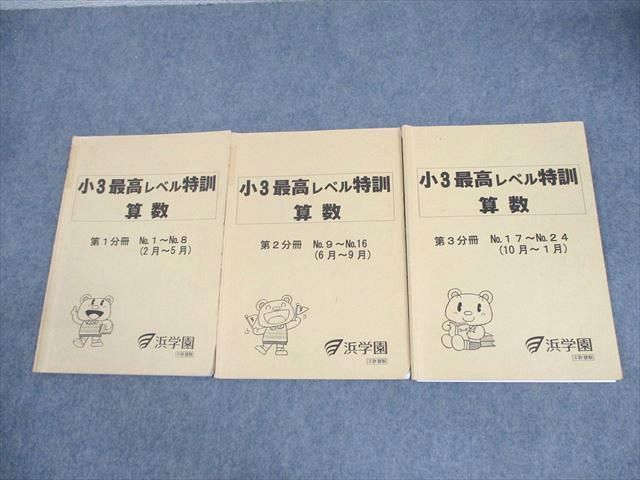 小3最高レベル特訓
算数
第1分冊 No.1〜No.8
(2月〜5月)
浜学園
小3最高レベル特訓
算数
第2分冊 No.9〜No.16
(6月〜9月)
浜学園
小3最高レベル特訓
算数
第3分冊 No.17〜No.24
(10月〜1月)
浜学園